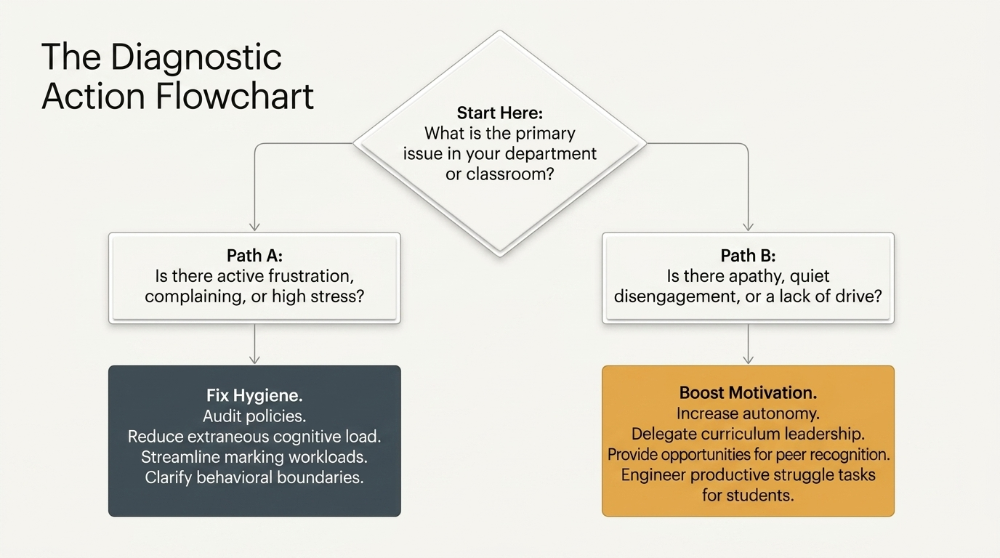 The Diagnostic
Action Flowchart
Start Here:
What is the primary
issue in your department
or classroom?
Path A:
Is there active frustration,
complaining, or high stress?
Path B:
Is there apathy, quiet
disengagement, or a lack of drive?
Fix Hygiene.
Audit policies.
Reduce extraneous cognitive load.
Streamline marking workloads.
Clarify behavioral boundaries.
Boost Motivation.
Increase autonomy.
Delegate curriculum leadership.
Provide opportunities for peer recognition.
Engineer productive struggle tasks
for students.